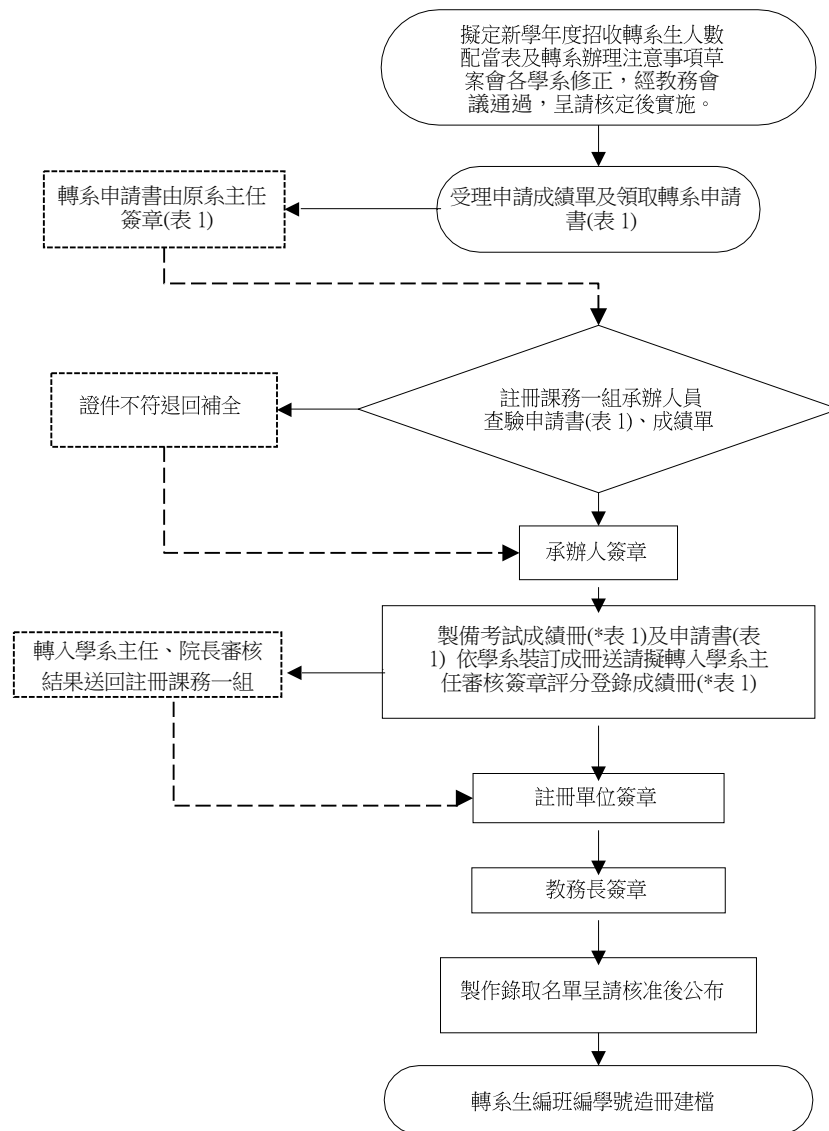 擬定新學年度招收轉系生人數
配當表及轉系辦理注意事項草
案會各學系修正，經教務會
議通過，呈請核定後實施。
轉系申請書由原系主任
簽章(表 1)
受理申請成績單及領取轉系申請
書(表 1)
證件不符退回補全
註冊課務一組承辦人員
查驗申請書(表 1)、成績單
承辦人簽章
轉入學系主任、院長審核
結果送回註冊課務一組
製備考試成績冊(*表 1)及申請書(表
1) 依學系裝訂成冊送請擬轉入學系主
任審核簽章評分登錄成績冊(*表 1)
註冊單位簽章
教務長簽章
製作錄取名單呈請核准後公布
轉系生編班編學號造冊建檔